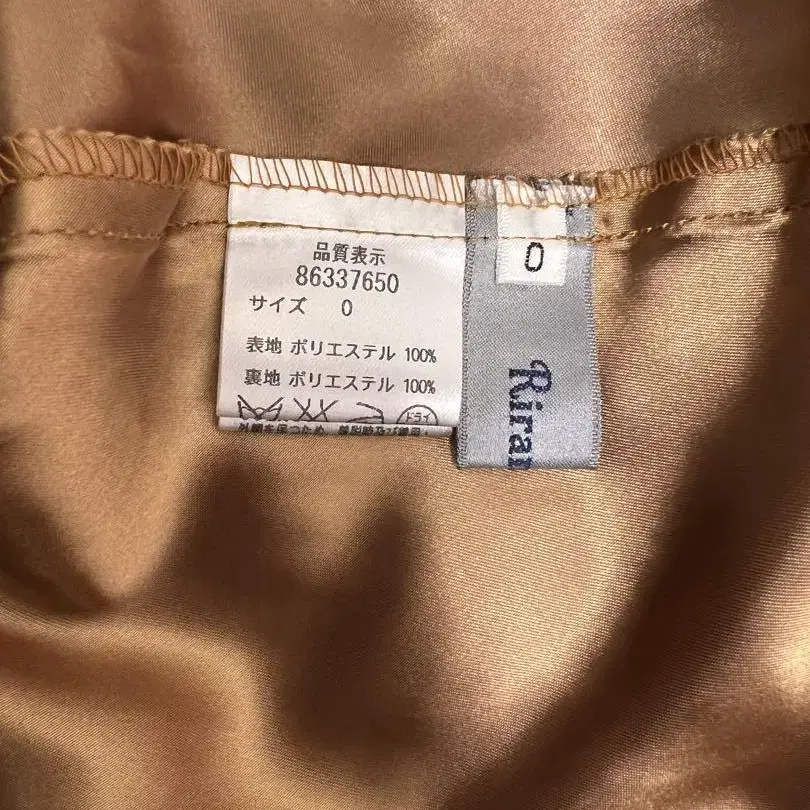 品質表示
86337650
サイズ 0
表地 ポリエステル 100%
裏地 ポリエステル 100%
ドライ
0
Riran